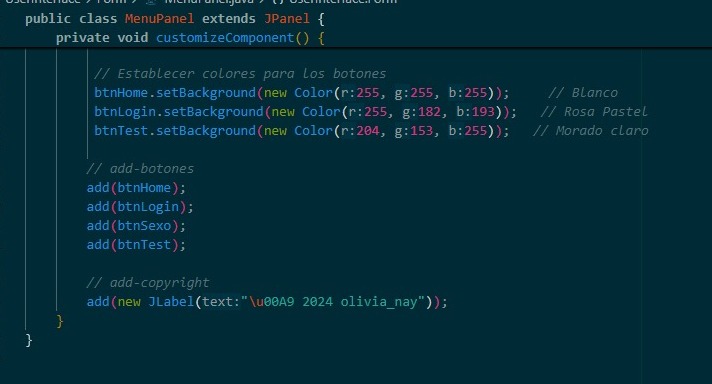 UserInterface > Form > MenuPanel.java > {} UserInterface.Form
public class MenuPanel extends JPanel {
private void customizeComponent() {
// Establecer colores para los botones
btnHome.setBackground(new Color(r:255, g:255, b:255)); // Blanco
btnLogin.setBackground(new Color(r:255, g:182, b:193)); // Rosa Pastel
btnTest.setBackground(new Color(r:204, g:153, b:255)); // Morado claro
// add-botones
add(btnHome);
add(btnLogin);
add(btnSexo);
add(btnTest);
// add-copyright
add(new JLabel(text:"\u00A9 2024 olivia_nay"));
}
}